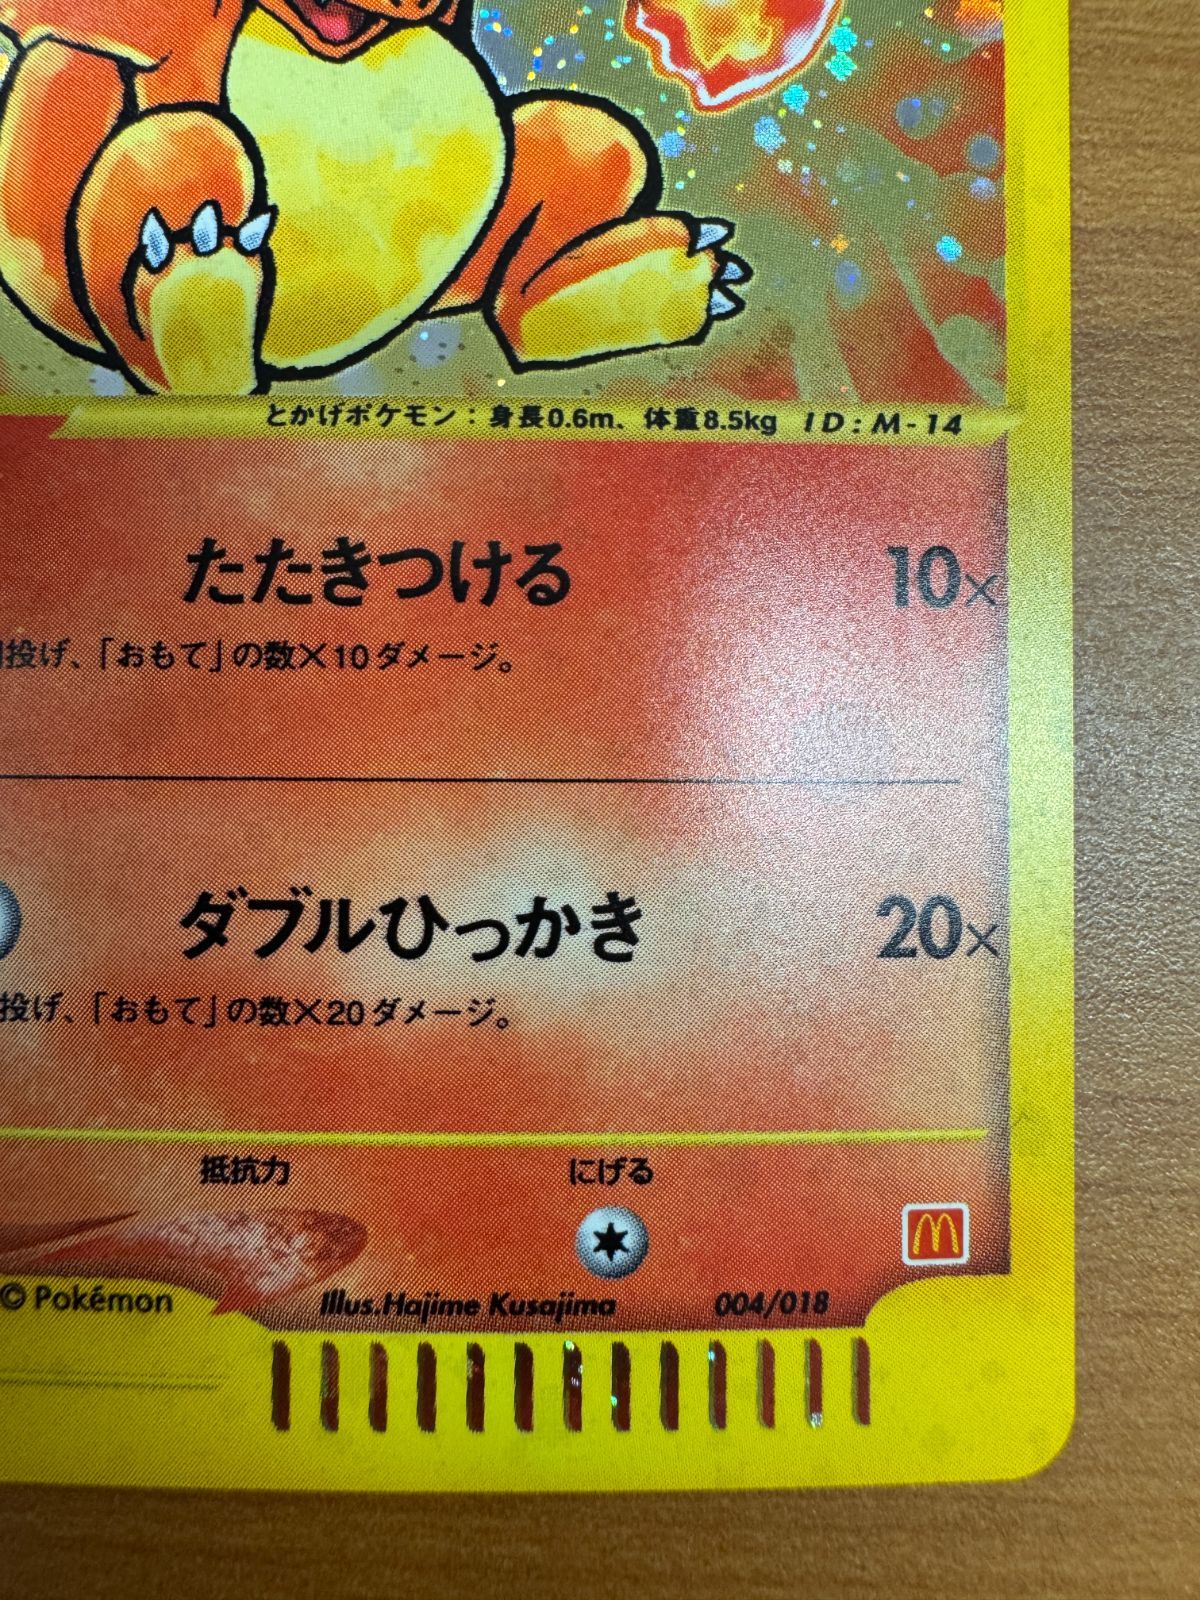 とかげポケモン：身長0.6m、体重8.5kg ID:M-14
たたきつける 10×
投げ、「おもて」の数×10ダメージ。
ダブルひっかき 20×
投げ、「おもて」の数×20ダメージ。
抵抗力 にげる
© Pokémon Illus.Hajime Kusajima 004/018